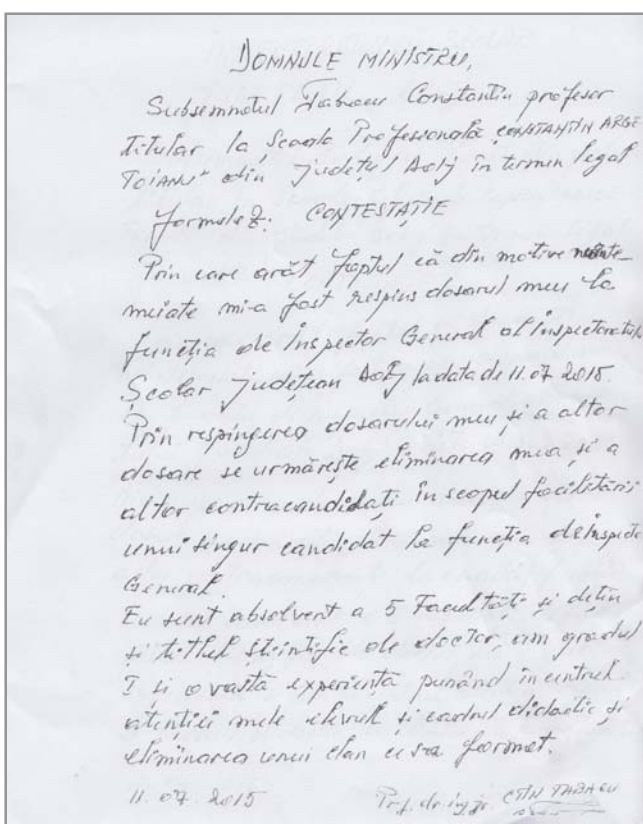 DOMNULE MINISTRU,
Subsemnatul Tabacu Constantin profesor
titular la Școala Profesională „CONSTANTIN ARGE
TOIANU" din județul Dolj în termen legal
formulez: CONTESTAȚIE
Prin care arăt faptul că din motive neînte-
meiate mi-a fost respins dosarul meu la
funcția de Inspector General al Inspectoratului
Școlar Județean Dolj la data de 11.07.2015.
Prin respingerea dosarului meu și a altor
dosare se urmărește eliminarea mea și a
altor contracandidați în scopul facilitării
unui singur candidat la funcția de Inspector
General.
Eu sunt absolvent a 5 Facultăți și dețin
și titlul științific de doctor, am gradul
I și o vastă experiență punând în centrul
atenției mele elevul și cadrul didactic și
eliminarea unui clan ce s-a format.
11.07.2015 Prof. dr. ing. jr. C-TIN TABACU